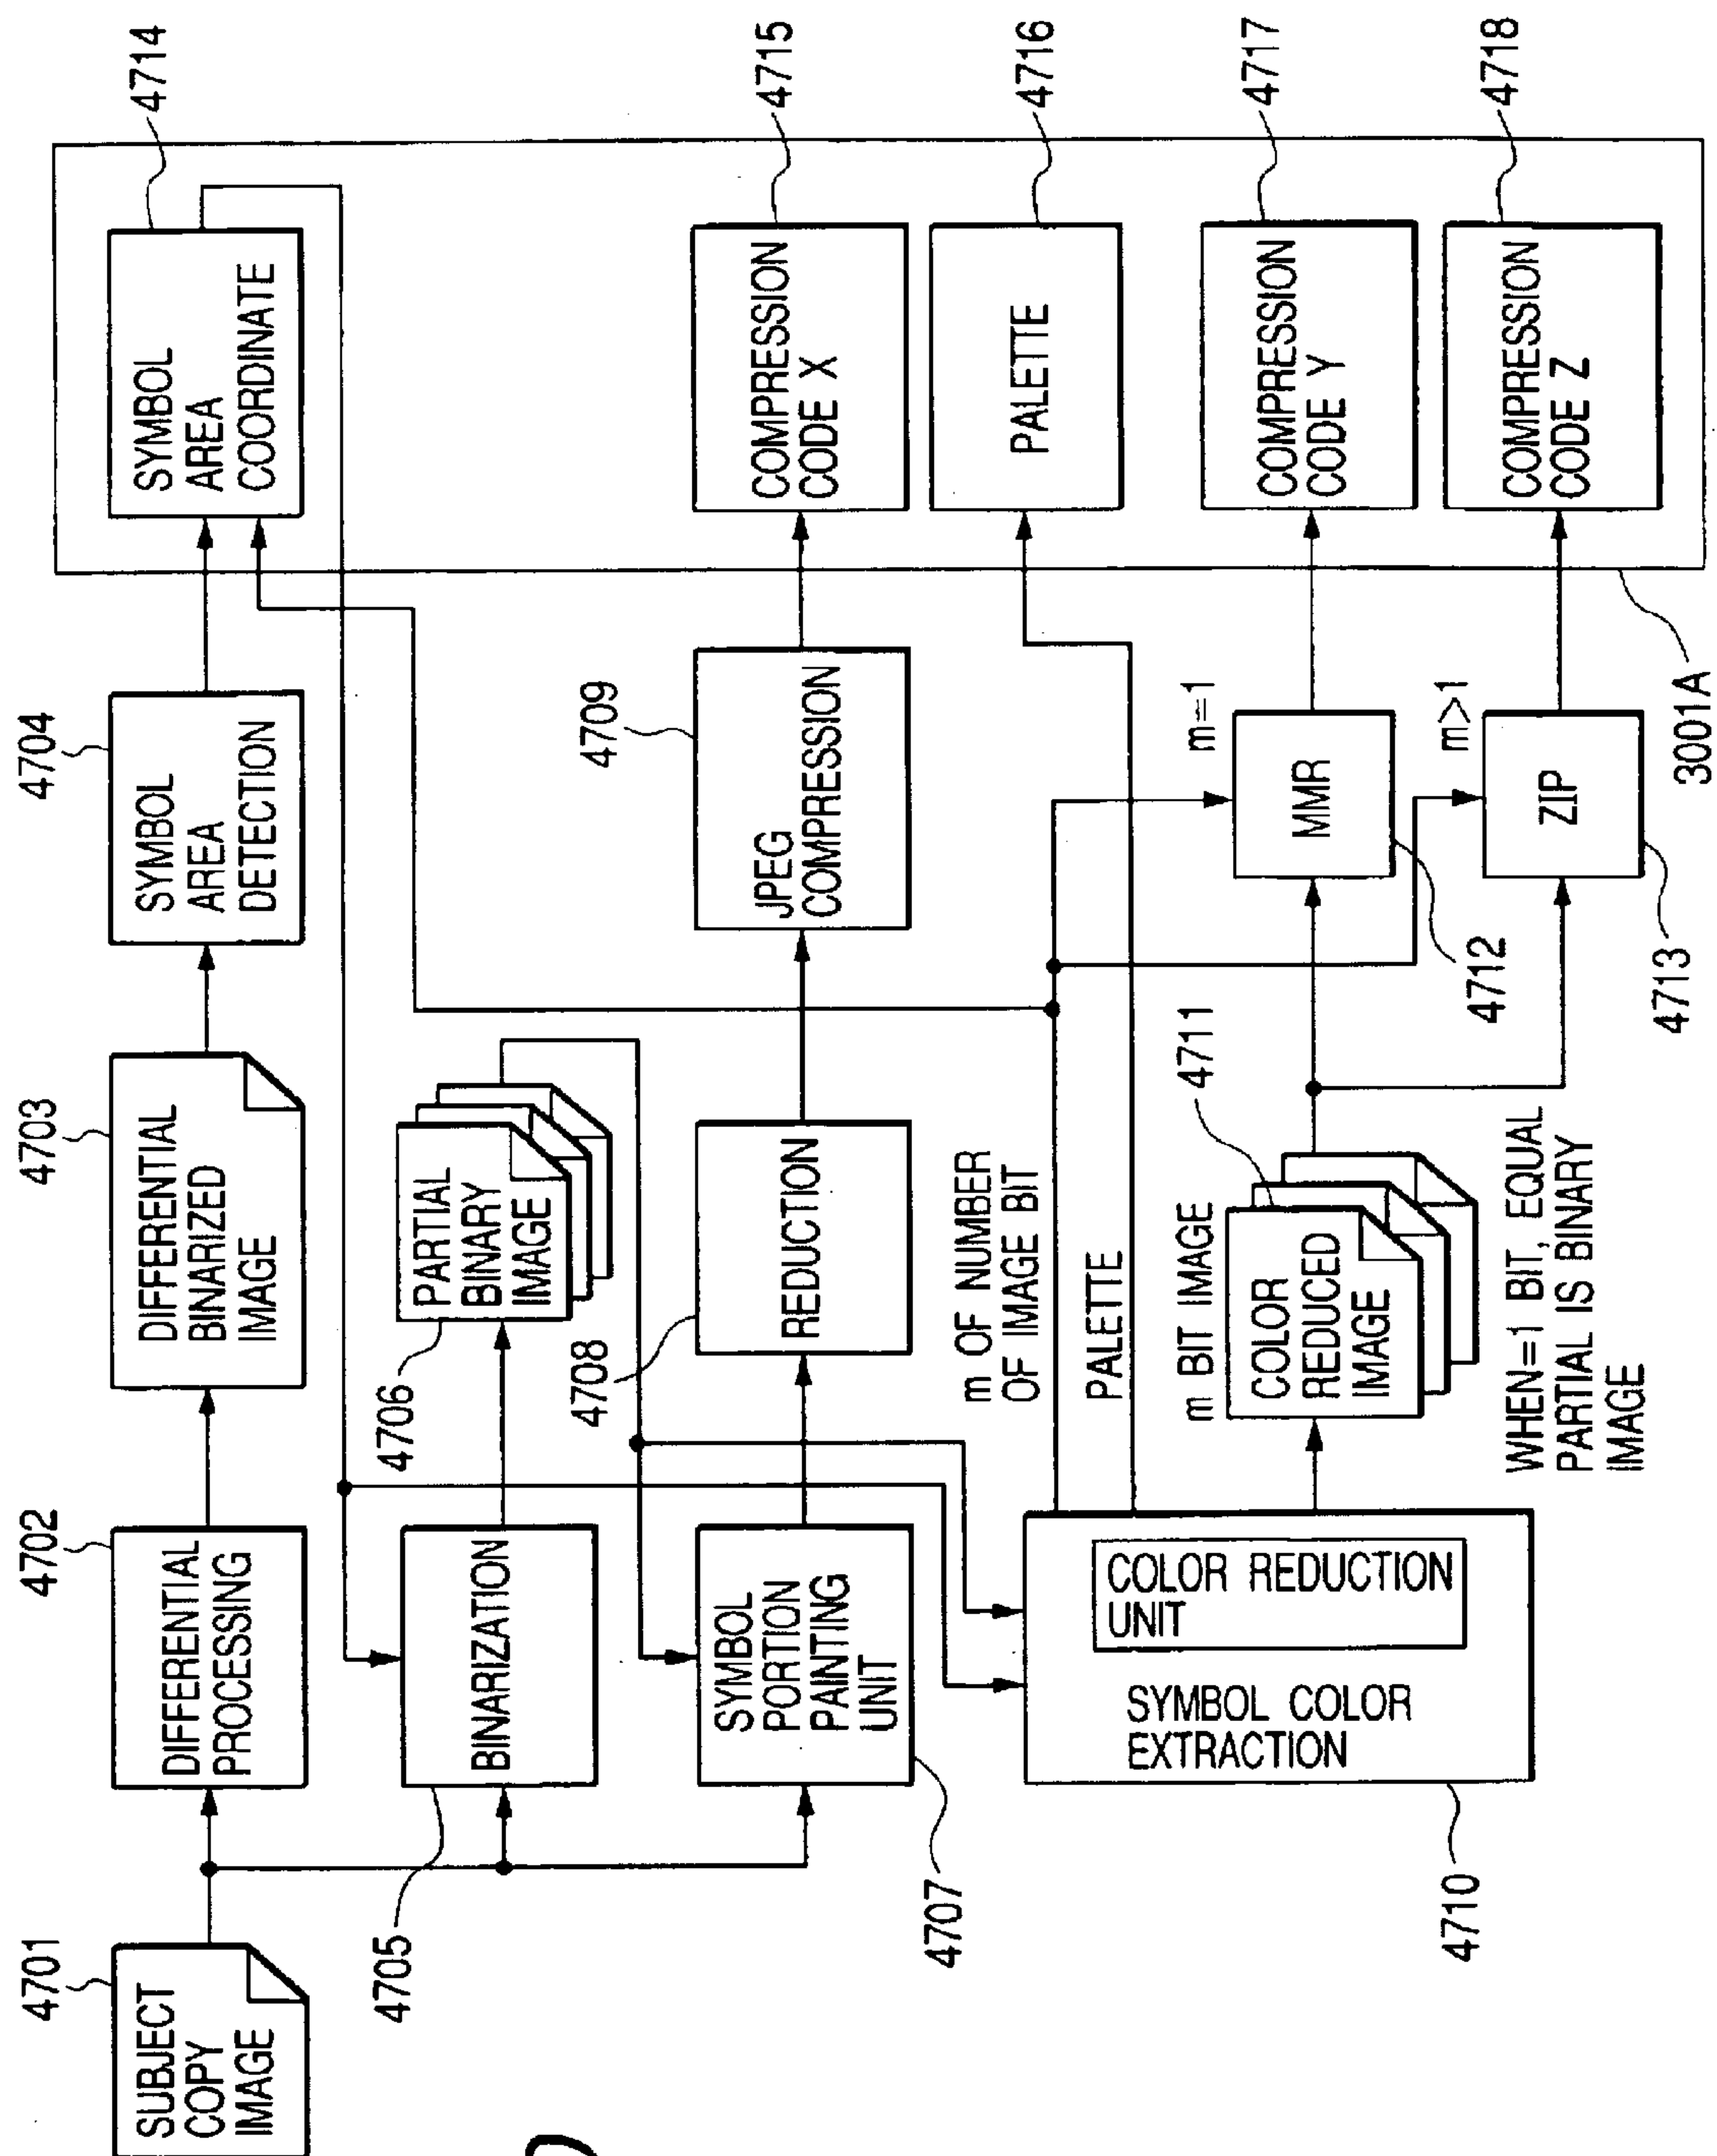 4701
SUBJECT
COPY
IMAGE
4702
DIFFERENTIAL
PROCESSING
4703
DIFFERENTIAL
BINARIZED
IMAGE
4704
SYMBOL
AREA
DETECTION
4714
SYMBOL
AREA
COORDINATE
4705
BINARIZATION
4706
PARTIAL
BINARY
IMAGE
4707
SYMBOL
PORTION
PAINTING
UNIT
4708
REDUCTION
4709
JPEG
COMPRESSION
4715
COMPRESSION
CODE X
4716
PALETTE
4710
COLOR REDUCTION
UNIT
SYMBOL COLOR
EXTRACTION
m OF NUMBER
OF IMAGE BIT
PALETTE
m BIT IMAGE
4711
COLOR
REDUCED
IMAGE
WHEN=1 BIT, EQUAL
PARTIAL IS BINARY
IMAGE
m=1
MMR
4712
4717
COMPRESSION
CODE Y
m>1
ZIP
4713
4718
COMPRESSION
CODE Z
3001A